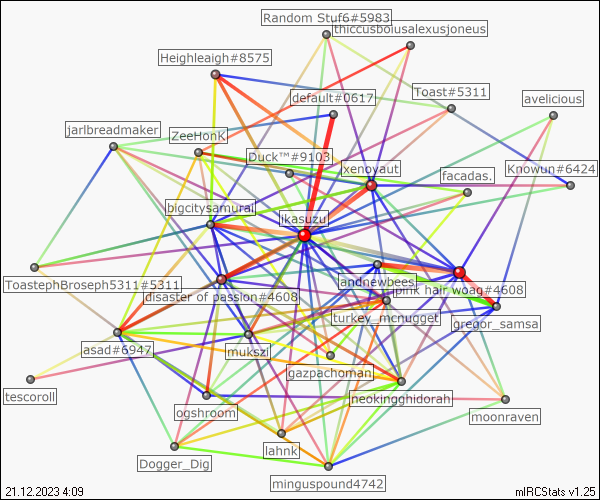 Random Stuf6#5983
thiccusboiusalexusjoneus
Heighleaigh#8575
Toast#5311
default#0617
avelicious
jarlbreadmaker
ZeeHonK
Duck™#9103
xenoyaut
facadas.
Knowun#6424
bigcitysamurai
ikasuzu
ToastephBroseph5311#5311
disaster of passion#4608
landnewbees
pink hair woag#4608
turkey_mcnugget
gregor_samsa
asad#6947
mukszi
gazpachoman
tescoroll
ogshroom
neokingghidorah
moonraven
Dogger_Dig
lahnk
minguspound4742
21.12.2023 4:09
mIRCStats v1.25